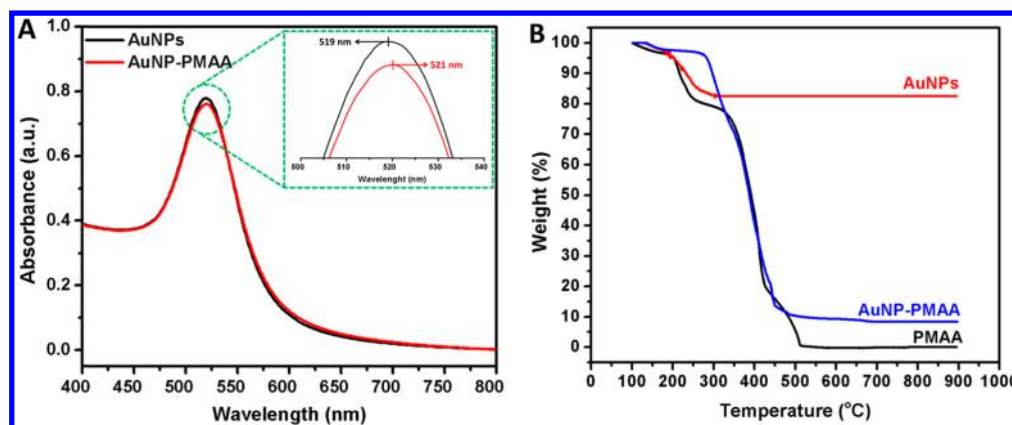 A
AuNPs
AuNP-PMAA
519 nm
521 nm
500 510 520 530 540
Wavelenght (nm)
1.0
0.8
0.6
0.4
0.2
0.0
Absorbance (a.u.)
400 450 500 550 600 650 700 750 800
Wavelength (nm)
B
100
90
80
70
60
50
40
30
20
10
0
Weight (%)
AuNPs
AuNP-PMAA
PMAA
0 100 200 300 400 500 600 700 800 900 1000
Temperature (°C)